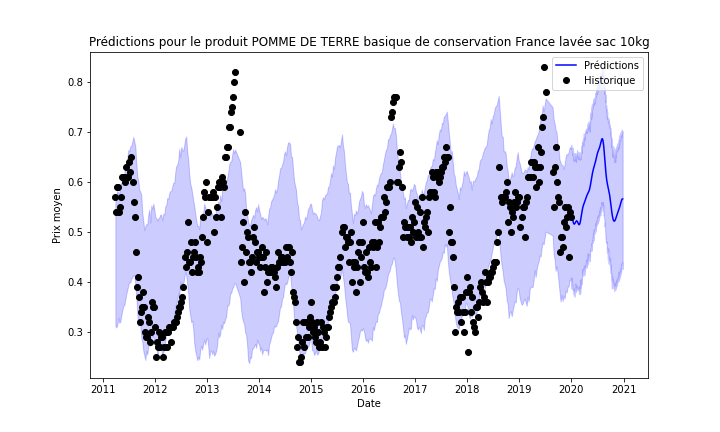 Prédictions pour le produit POMME DE TERRE basique de conservation France lavée sac 10kg
Prédictions
Historique
Prix moyen
0.8
0.7
0.6
0.5
0.4
0.3
2011 2012 2013 2014 2015 2016 2017 2018 2019 2020 2021
Date